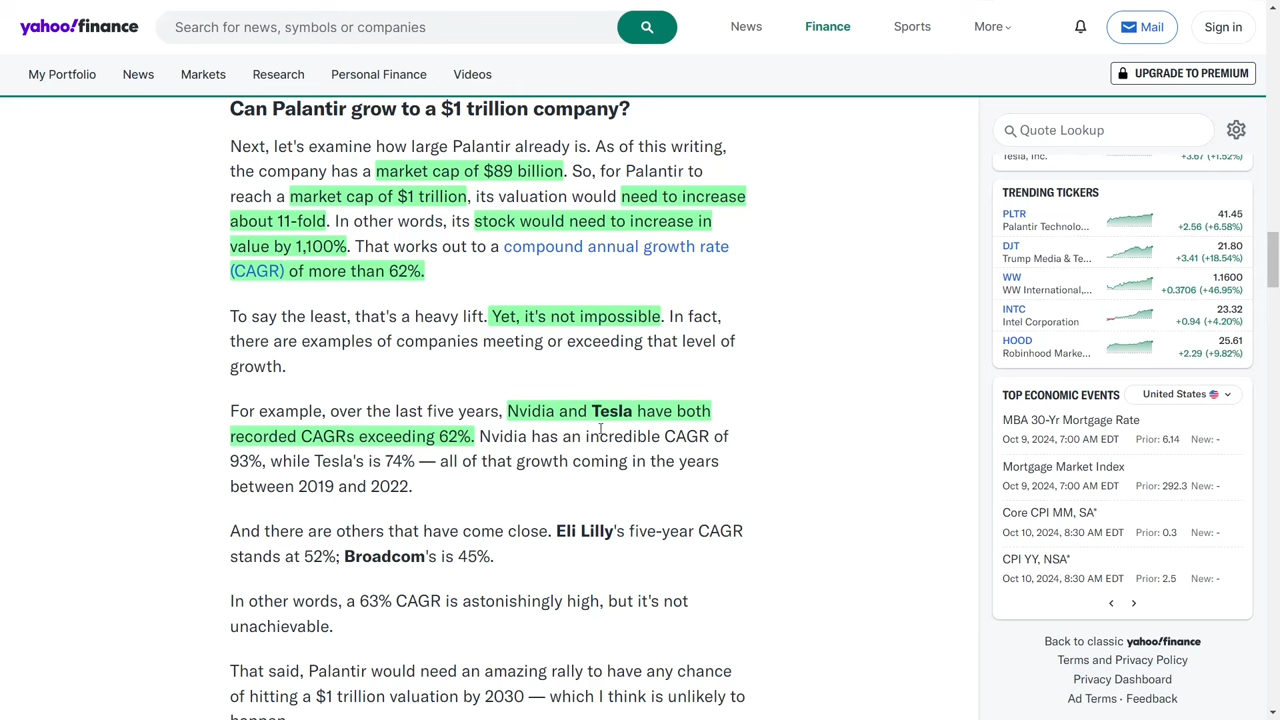 yahoo!finance
Search for news, symbols or companies
News
Finance
Sports
More
Mail
Sign in
My Portfolio
News
Markets
Research
Personal Finance
Videos
UPGRADE TO PREMIUM
Can Palantir grow to a $1 trillion company?
Next, let's examine how large Palantir already is. As of this writing,
the company has a market cap of $89 billion. So, for Palantir to
reach a market cap of $1 trillion, its valuation would need to increase
about 11-fold. In other words, its stock would need to increase in
value by 1,100%. That works out to a compound annual growth rate
(CAGR) of more than 62%.
To say the least, that's a heavy lift. Yet, it's not impossible. In fact,
there are examples of companies meeting or exceeding that level of
growth.
For example, over the last five years, Nvidia and Tesla have both
recorded CAGRs exceeding 62%. Nvidia has an incredible CAGR of
93%, while Tesla's is 74% — all of that growth coming in the years
between 2019 and 2022.
And there are others that have come close. Eli Lilly's five-year CAGR
stands at 52%; Broadcom's is 45%.
In other words, a 63% CAGR is astonishingly high, but it's not
unachievable.
That said, Palantir would need an amazing rally to have any chance
of hitting a $1 trillion valuation by 2030 — which I think is unlikely to
happen.
Quote Lookup
Tesla, Inc. +3.67 (+1.52%)
TRENDING TICKERS
PLTR 41.45
Palantir Technolo... +2.56 (+6.58%)
DJT 21.80
Trump Media & Te... +3.41 (+18.54%)
WW 1.1600
WW International,... +0.3706 (+46.95%)
INTC 23.32
Intel Corporation +0.94 (+4.20%)
HOOD 25.61
Robinhood Marke... +2.29 (+9.82%)
TOP ECONOMIC EVENTS United States
MBA 30-Yr Mortgage Rate
Oct 9, 2024, 7:00 AM EDT Prior: 6.14 New: -
Mortgage Market Index
Oct 9, 2024, 7:00 AM EDT Prior: 292.3 New: -
Core CPI MM, SA*
Oct 10, 2024, 8:30 AM EDT Prior: 0.3 New: -
CPI YY, NSA*
Oct 10, 2024, 8:30 AM EDT Prior: 2.5 New: -
Back to classic yahoo!finance
Terms and Privacy Policy
Privacy Dashboard
Ad Terms · Feedback